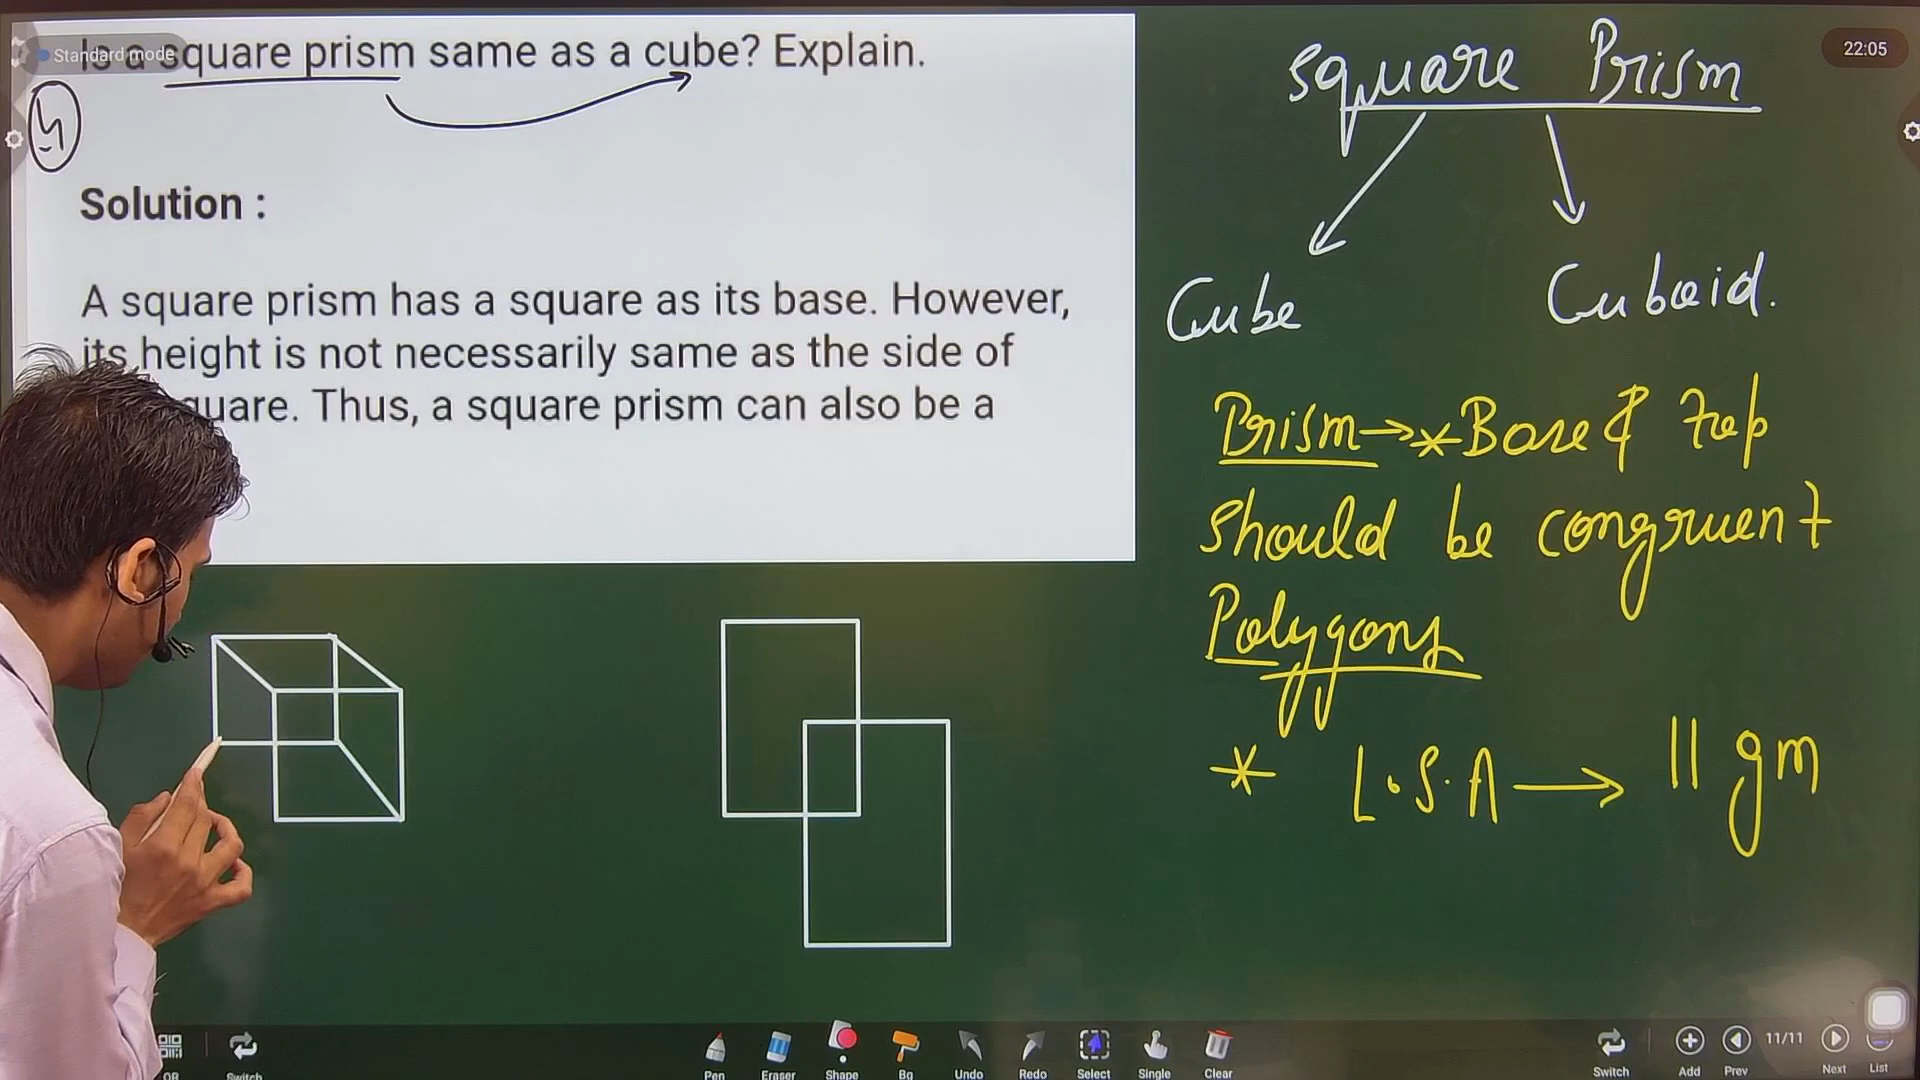 Standard mode
Is a square prism same as a cube? Explain.
4
Solution :
A square prism has a square as its base. However,
its height is not necessarily same as the side of
square. Thus, a square prism can also be a
square Prism
22:05
Cube
Cuboid.
Prism→*Base & top
should be congruent
Polygons
* L.S.A → || gm
QR
Switch
Pen
Eraser
Shape
Bg
Undo
Redo
Select
Single
Clear
Switch
Add
Prev
11/11
Next
List